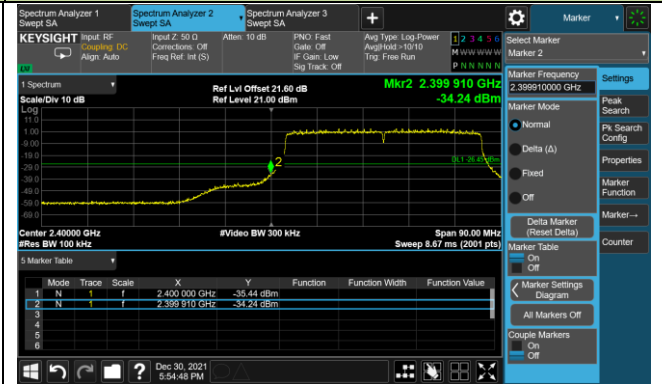 Spectrum Analyzer 1
Swept SA
Spectrum Analyzer 2
Swept SA
Spectrum Analyzer 3
Swept SA
+
Marker
KEYSIGHT
Input: RF
Coupling: DC
Align: Auto
Input Z: 50 Ω
Corrections: Off
Freq Ref: Int (S)
Atten: 10 dB
PNO: Fast
Gate: Off
IF Gain: Low
Sig Track: Off
Avg Type: Log-Power
Avg|Hold:>10/10
Trig: Free Run
1 2 3 4 5 6
M W W W W W
P N N N N N
Select Marker
Marker 2
1 Spectrum
Scale/Div 10 dB
Log
Ref Lvl Offset 21.60 dB
Ref Level 21.00 dBm
Mkr2 2.399 910 GHz
-34.24 dBm
11.0
1.00
-9.00
-19.0
-29.0
-39.0
-49.0
-59.0
-69.0
2
DL1 -26.45 dBm
Center 2.40000 GHz
#Res BW 100 kHz
#Video BW 300 kHz
Span 90.00 MHz
Sweep 8.67 ms (2001 pts)
5 Marker Table
Mode Trace Scale X Y Function Function Width Function Value
1 N 1 f 2.400 000 GHz -35.44 dBm
2 N 1 f 2.399 910 GHz -34.24 dBm
3
4
5
6
Marker Frequency
2.399910000 GHz
Marker Mode
Normal
Delta (Δ)
Fixed
Off
Delta Marker
(Reset Delta)
Marker Table
On
Off
Marker Settings
Diagram
All Markers Off
Couple Markers
On
Off
Settings
Peak
Search
Pk Search
Config
Properties
Marker
Function
Marker→
Counter
?
Dec 30, 2021
5:54:48 PM